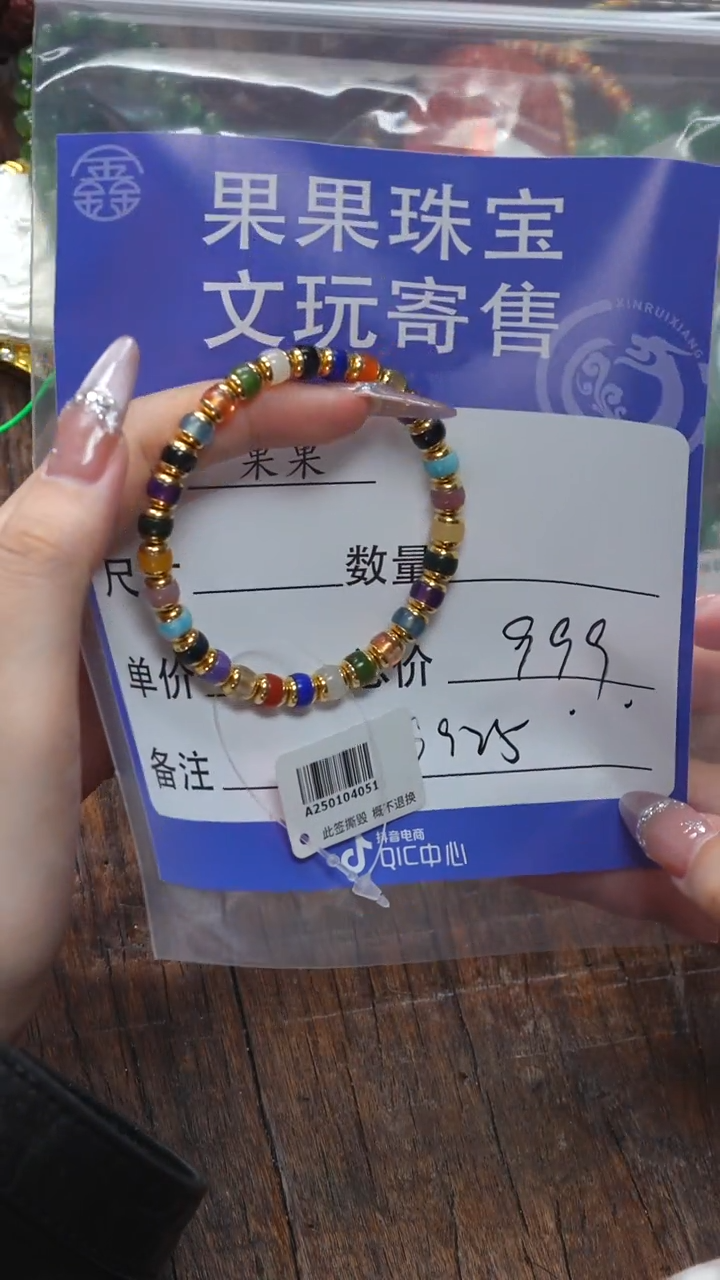 鑫
果果珠宝
文玩寄售
XINRUIXIANG
果果
尺 数量
单价 总价 999
备注 S925
A250104051
此签撕毁 概不退换
抖音电商
QIC中心